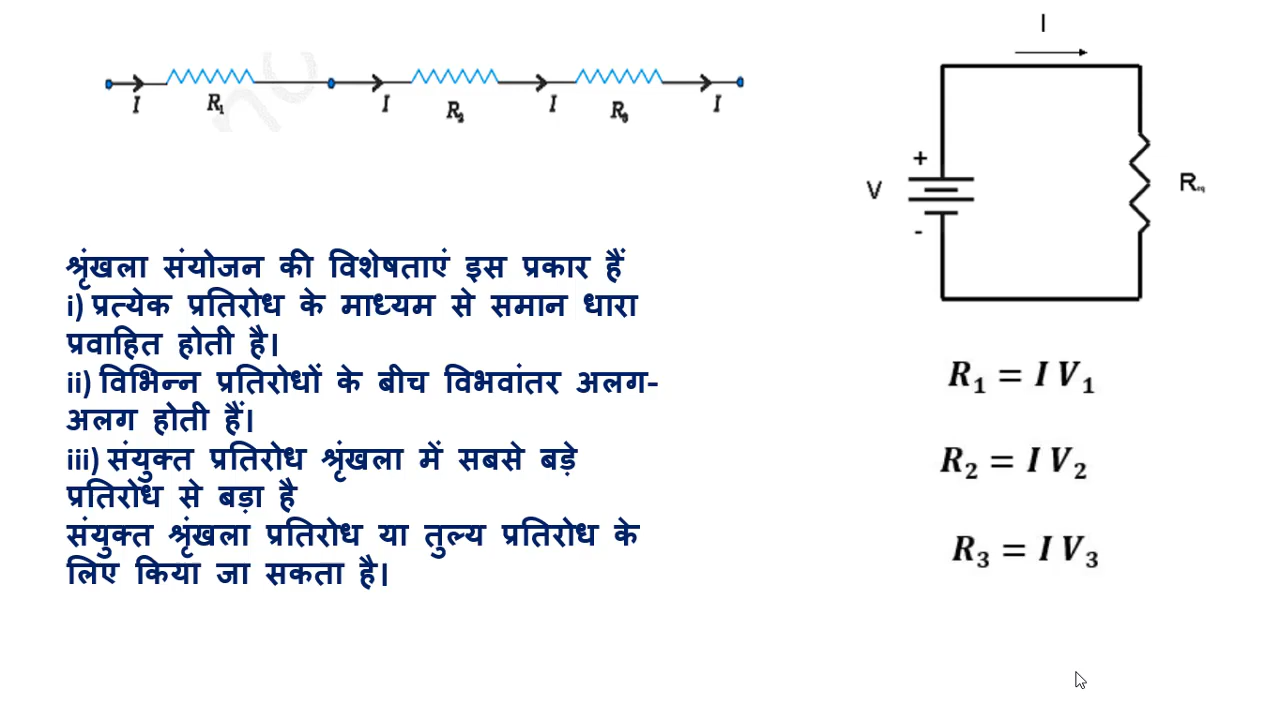 I
I R₁ I R₂ I R₃ I
+
V
-
R_eq
श्रृंखला संयोजन की विशेषताएं इस प्रकार हैं
i) प्रत्येक प्रतिरोध के माध्यम से समान धारा
प्रवाहित होती है।
ii) विभिन्न प्रतिरोधों के बीच विभवांतर अलग-
अलग होती हैं।
iii) संयुक्त प्रतिरोध श्रृंखला में सबसे बड़े
प्रतिरोध से बड़ा है
संयुक्त श्रृंखला प्रतिरोध या तुल्य प्रतिरोध के
लिए किया जा सकता है।
R₁ = I V₁
R₂ = I V₂
R₃ = I V₃